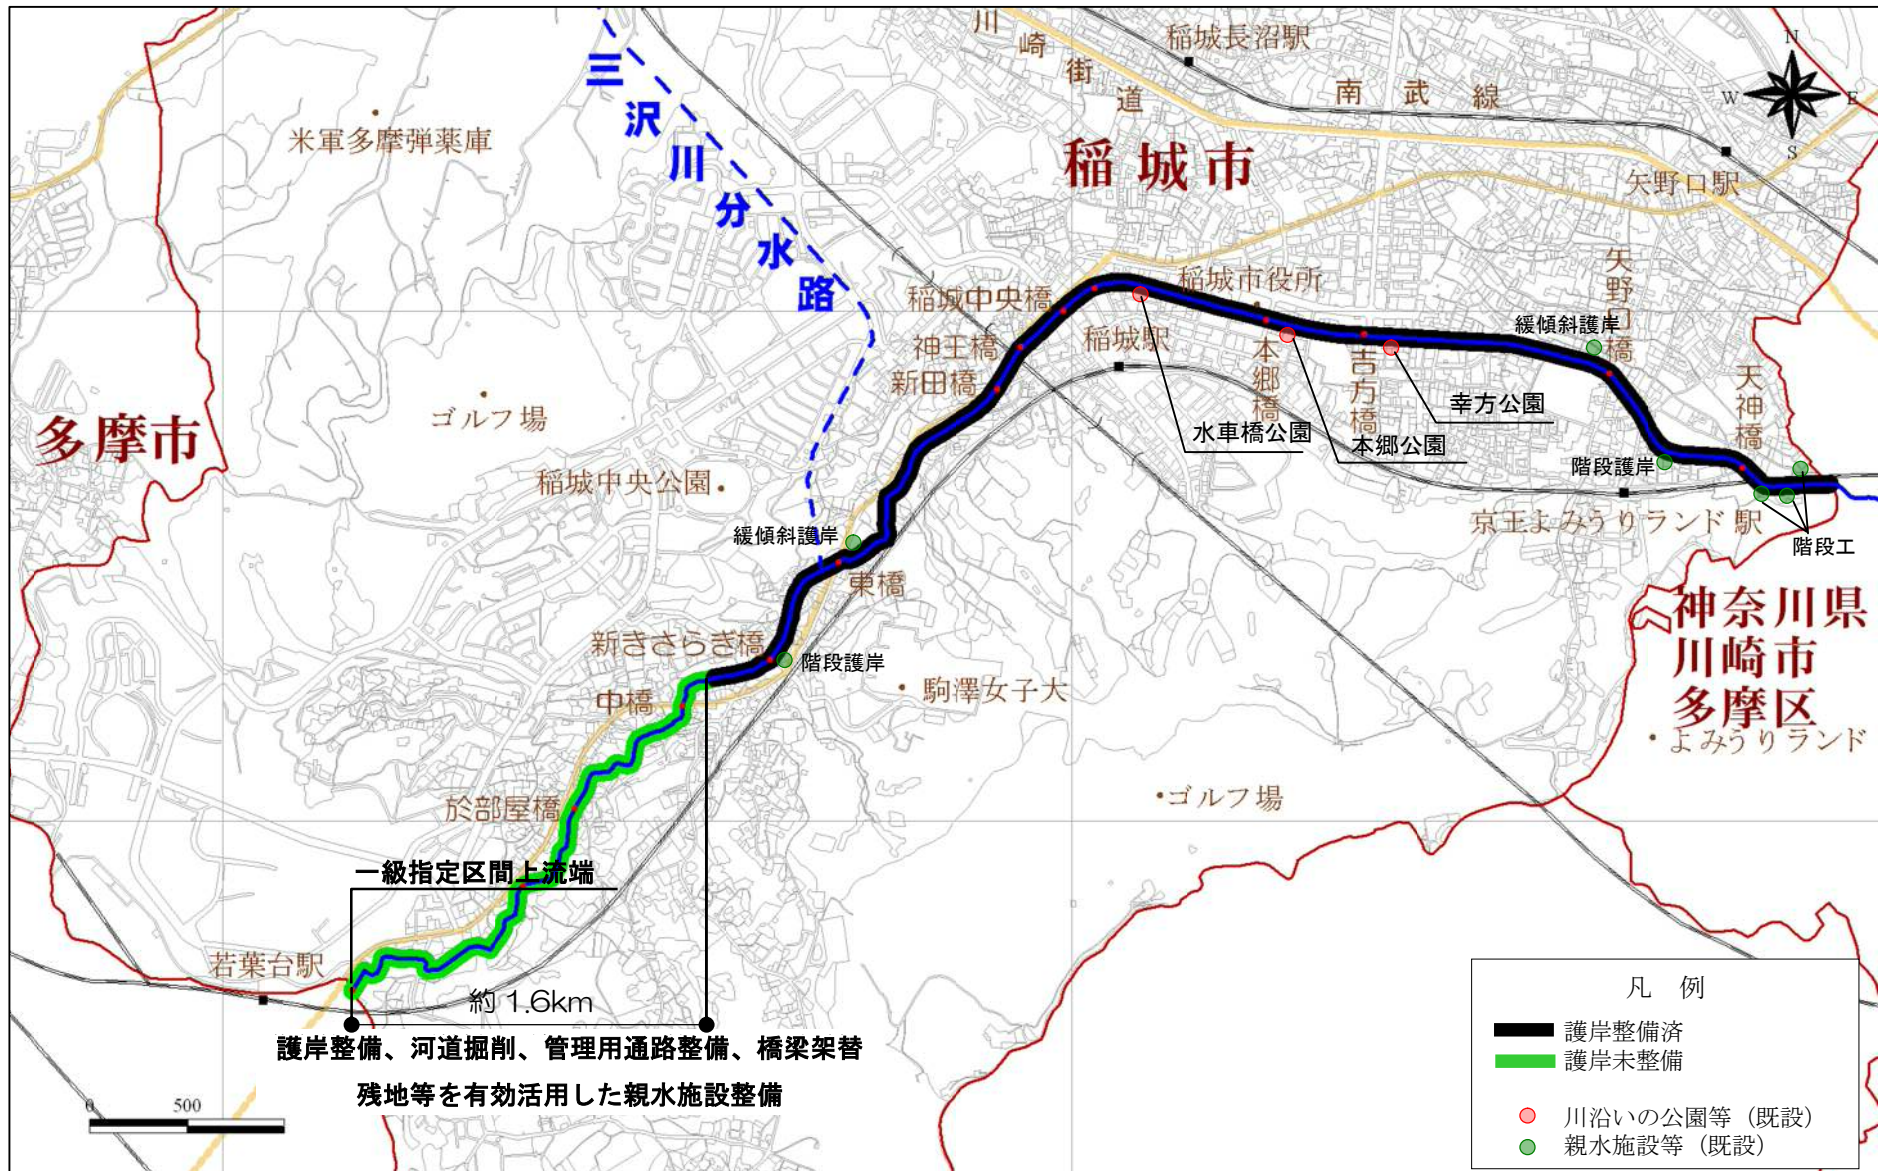 川崎街道
稲城長沼駅
南武線
N
W
E
S
三沢川分水路
米軍多摩弾薬庫
稲城市
矢野口駅
稲城中央橋
稲城市役所
矢野口橋
緩傾斜護岸
神王橋
稲城駅
新田橋
本郷橋
吉方橋
天神橋
ゴルフ場
多摩市
幸方公園
水車橋公園
本郷公園
階段護岸
稲城中央公園
京王よみうりランド駅
緩傾斜護岸
階段工
東橋
神奈川県
川崎市
多摩区
新きさらぎ橋
階段護岸
中橋
駒澤女子大
よみうりランド
於部屋橋
ゴルフ場
一級指定区間上流端
若葉台駅
約1.6km
護岸整備、河道掘削、管理用通路整備、橋梁架替
残地等を有効活用した親水施設整備
0 500
凡 例
護岸整備済
護岸未整備
川沿いの公園等（既設）
親水施設等（既設）